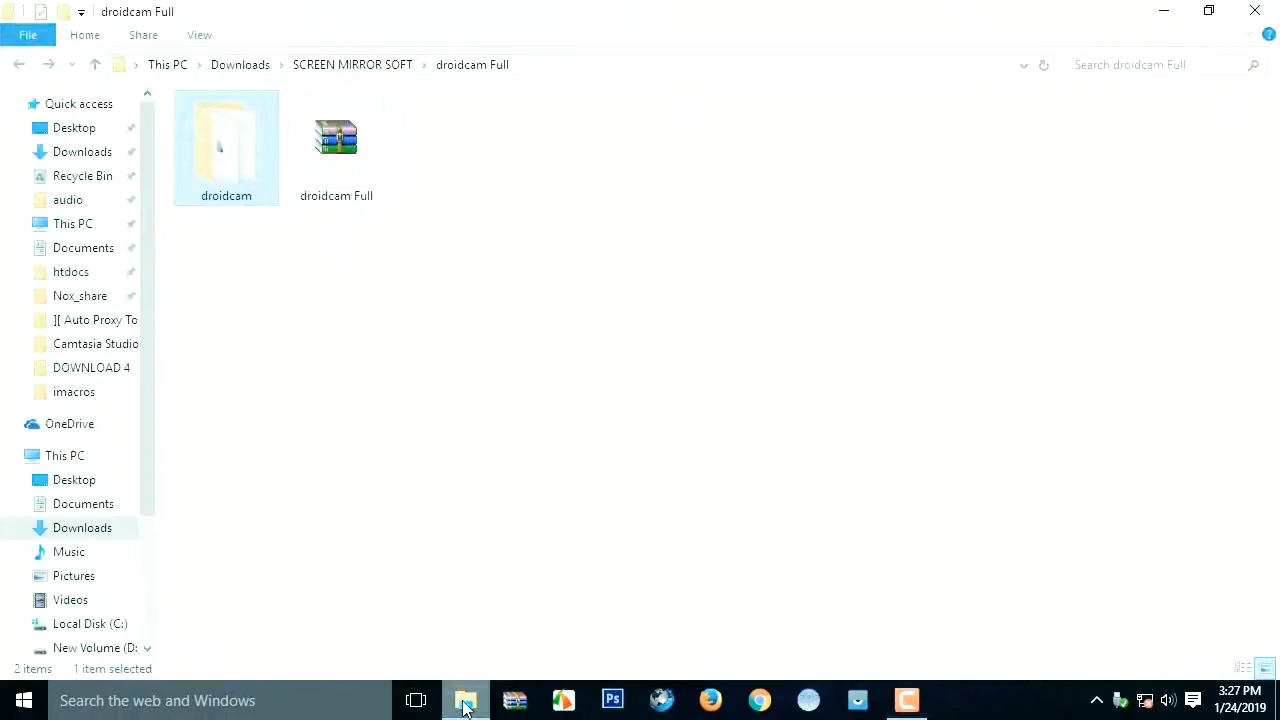 droidcam Full
File Home Share View
This PC Downloads SCREEN MIRROR SOFT droidcam Full
Search droidcam Full
Quick access
Desktop
Downloads
Recycle Bin
audio
This PC
Documents
htdocs
Nox_share
][ Auto Proxy To
Camtasia Studio
DOWNLOAD 4
imacros
OneDrive
This PC
Desktop
Documents
Downloads
Music
Pictures
Videos
Local Disk (C:)
New Volume (D:
droidcam
droidcam Full
2 items 1 item selected
Search the web and Windows
Ps
3:27 PM
1/24/2019